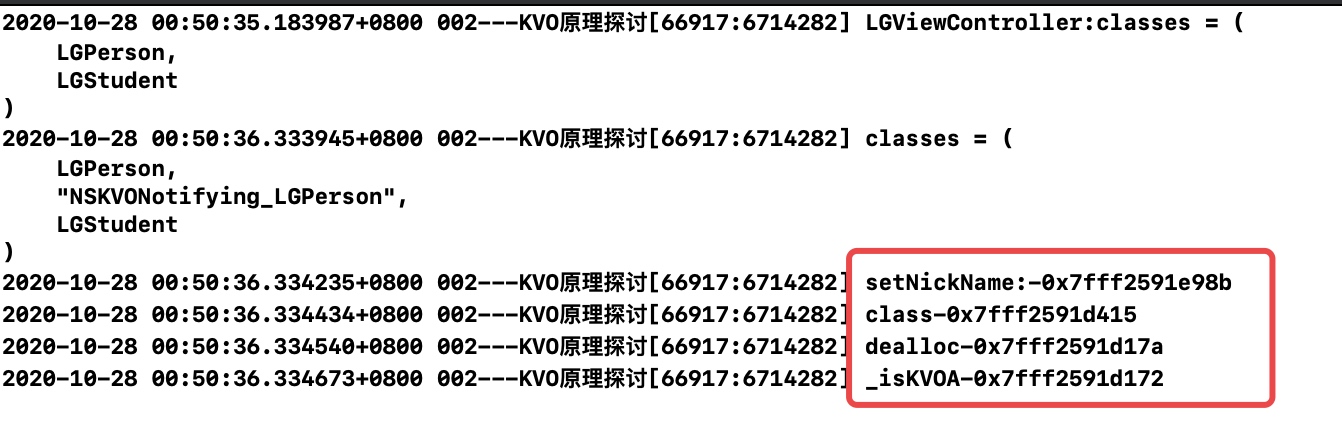 2020-10-28 00:50:35.183987+0800 002---KVO原理探讨[66917:6714282] LGViewController:classes = (
    LGPerson,
    LGStudent
)
2020-10-28 00:50:36.333945+0800 002---KVO原理探讨[66917:6714282] classes = (
    LGPerson,
    "NSKVONotifying_LGPerson",
    LGStudent
)
2020-10-28 00:50:36.334235+0800 002---KVO原理探讨[66917:6714282] setNickName:-0x7fff2591e98b
2020-10-28 00:50:36.334434+0800 002---KVO原理探讨[66917:6714282] class-0x7fff2591d415
2020-10-28 00:50:36.334540+0800 002---KVO原理探讨[66917:6714282] dealloc-0x7fff2591d17a
2020-10-28 00:50:36.334673+0800 002---KVO原理探讨[66917:6714282] _isKVOA-0x7fff2591d172